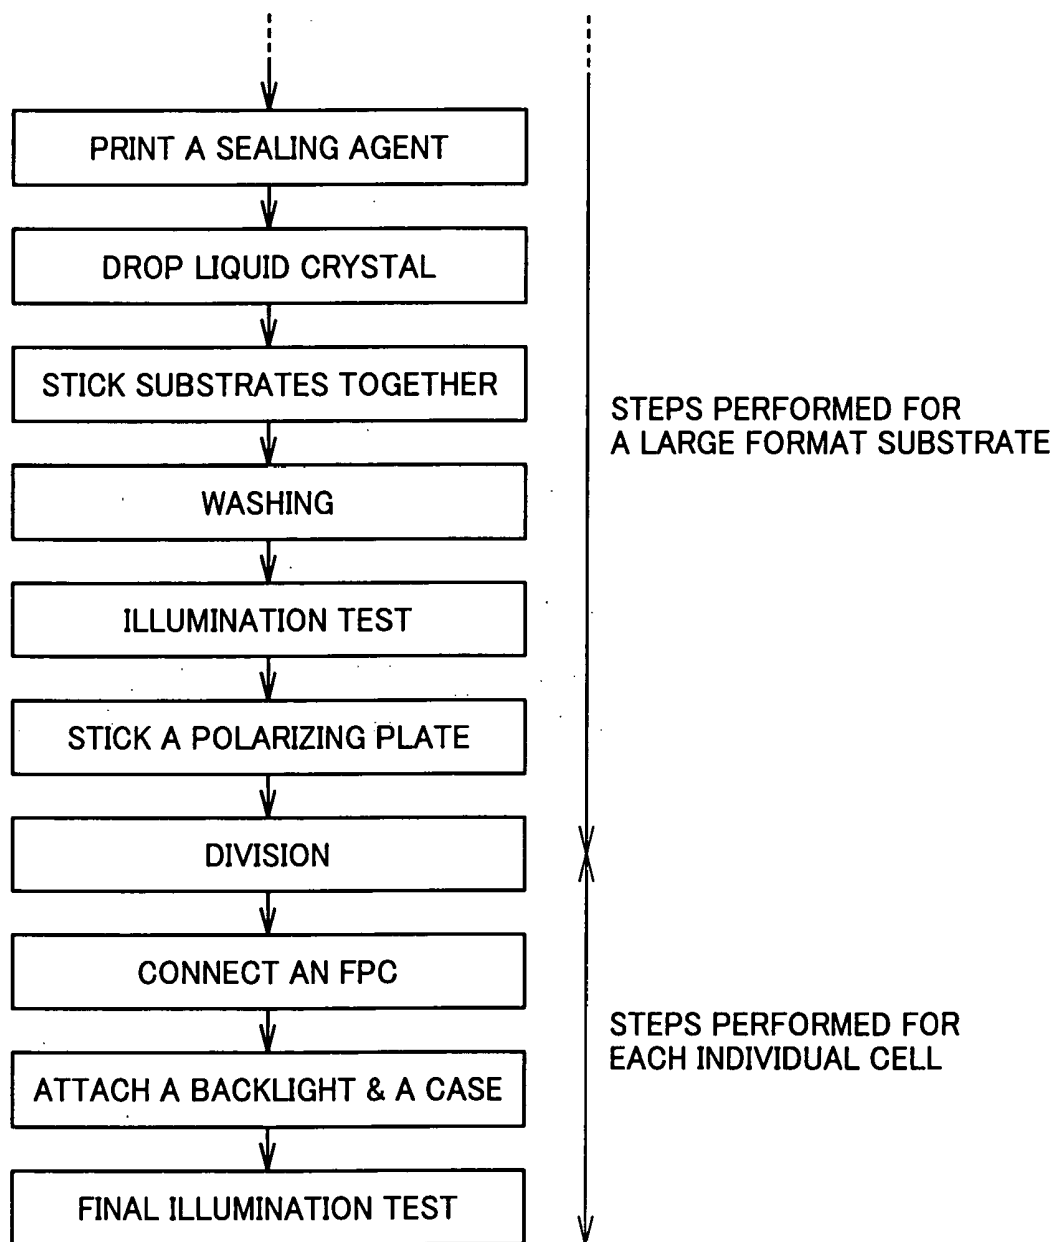 PRINT A SEALING AGENT
DROP LIQUID CRYSTAL
STICK SUBSTRATES TOGETHER
STEPS PERFORMED FOR
A LARGE FORMAT SUBSTRATE
WASHING
ILLUMINATION TEST
STICK A POLARIZING PLATE
DIVISION
CONNECT AN FPC
STEPS PERFORMED FOR
EACH INDIVIDUAL CELL
ATTACH A BACKLIGHT & A CASE
FINAL ILLUMINATION TEST